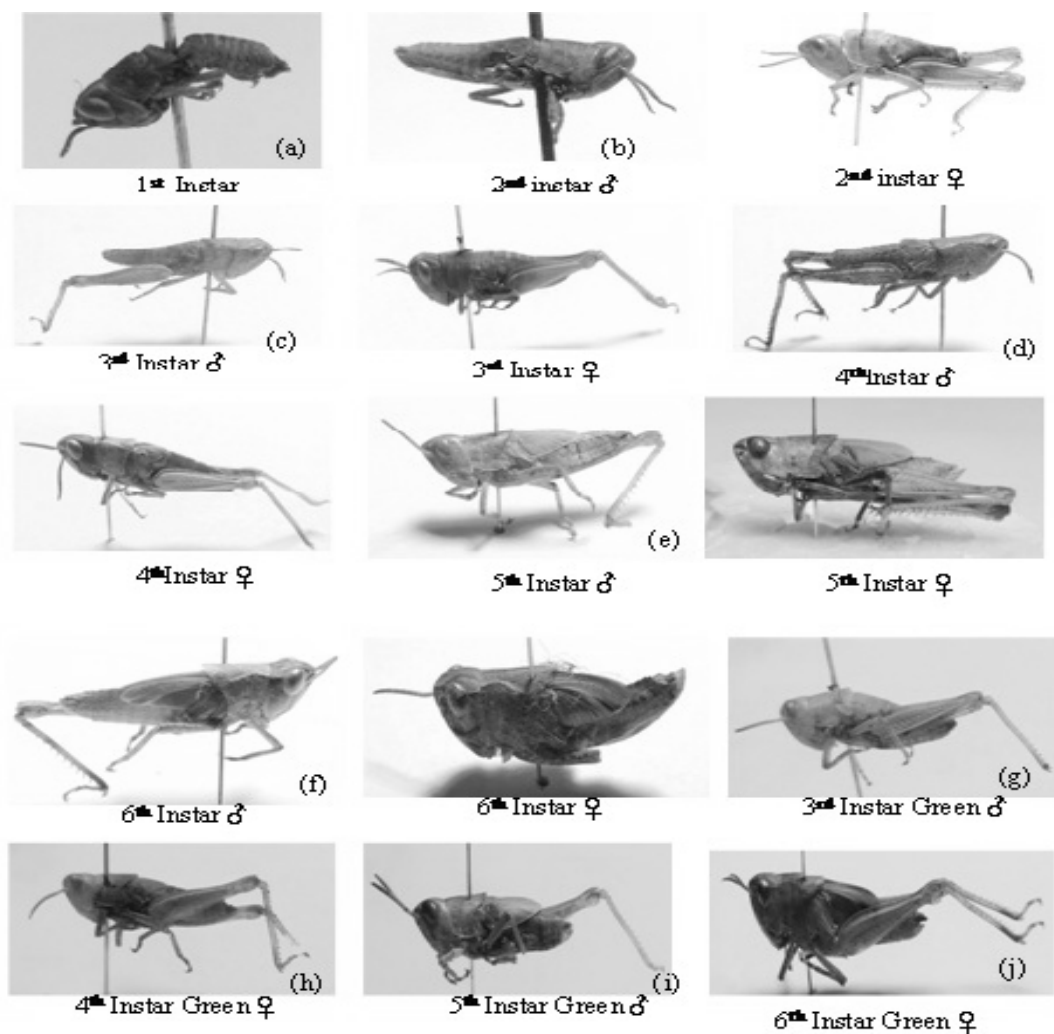 (a)
(b)
1st Instar
2nd instar ♂
2nd instar ♀
(c)
(d)
3rd Instar ♂
3rd Instar ♀
4th Instar ♂
(e)
4th Instar ♀
5th Instar ♂
5th Instar ♀
(f)
(g)
6th Instar ♂
6th Instar ♀
3rd Instar Green ♂
(h)
(i)
(j)
4th Instar Green ♀
5th Instar Green ♂
6th Instar Green ♀